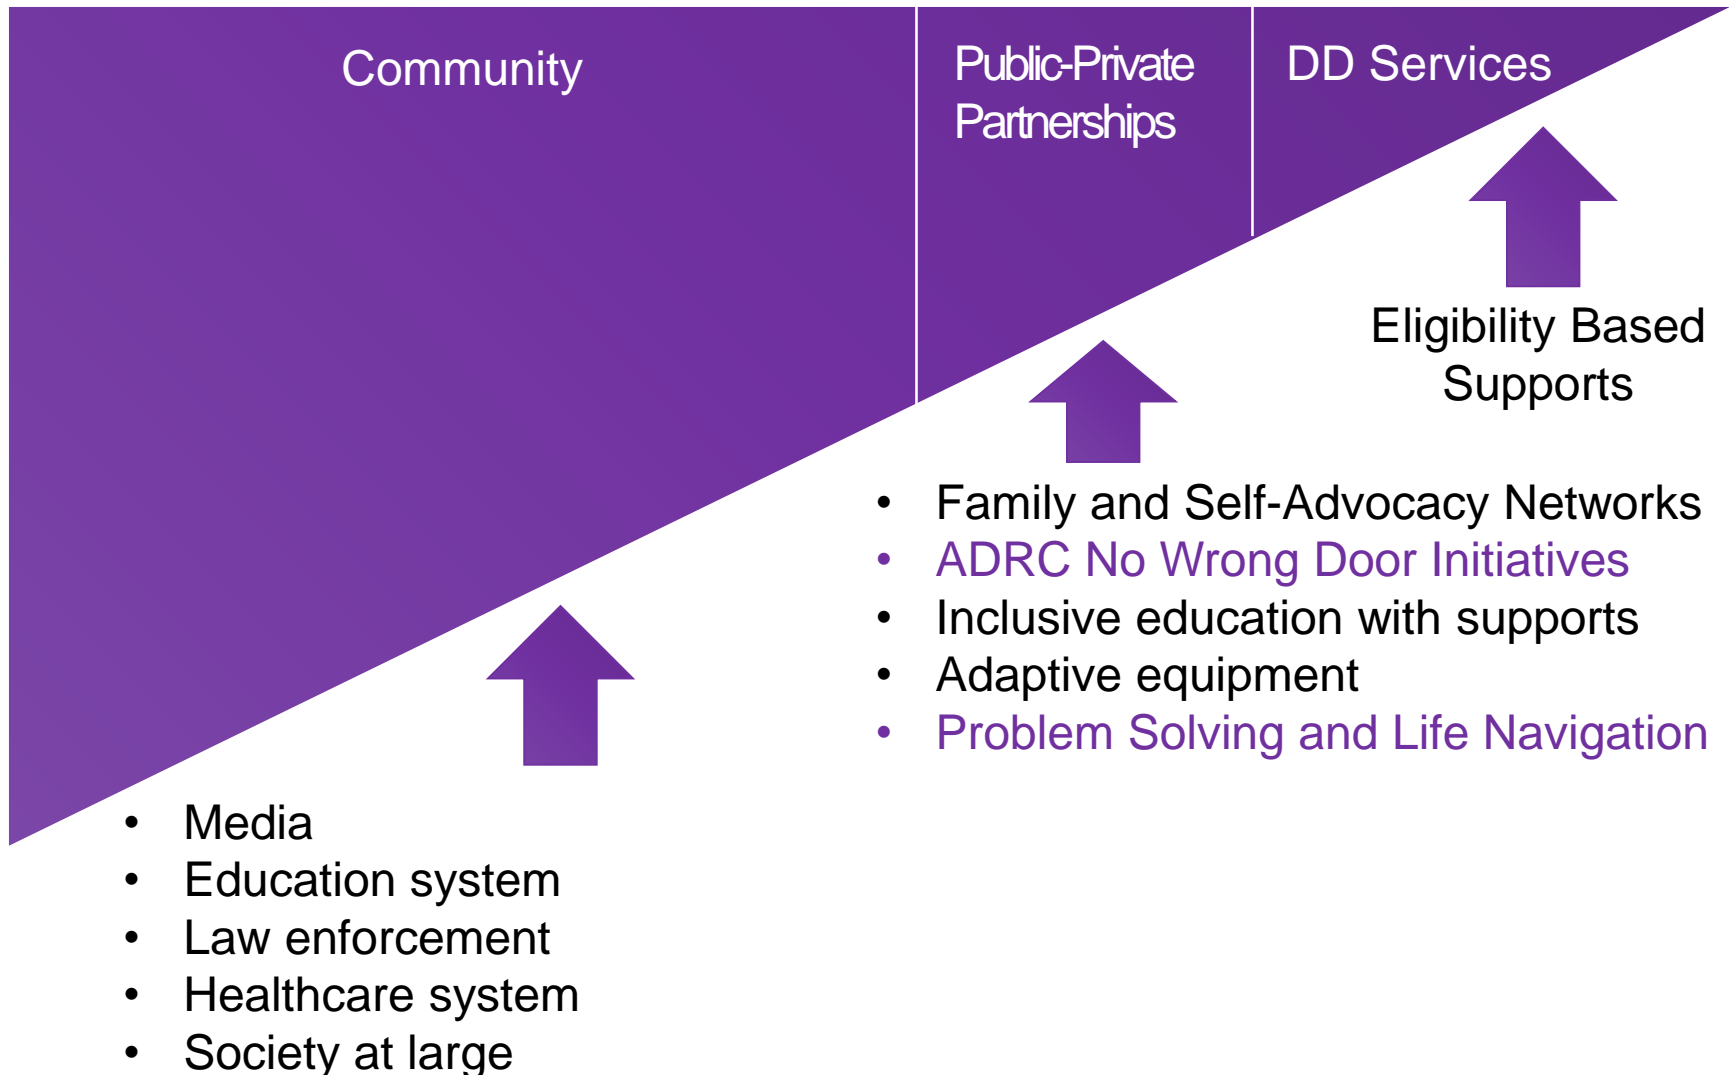 Community
Public-Private
Partnerships
DD Services
Eligibility Based
Supports
• Family and Self-Advocacy Networks
• ADRC No Wrong Door Initiatives
• Inclusive education with supports
• Adaptive equipment
• Problem Solving and Life Navigation
• Media
• Education system
• Law enforcement
• Healthcare system
• Society at large